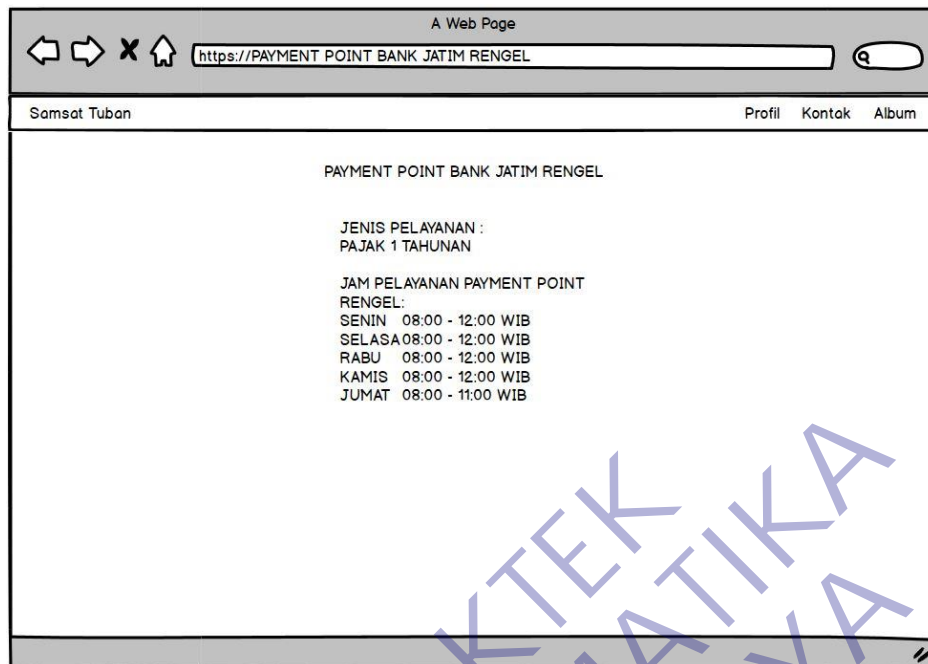 A Web Page
https://PAYMENT POINT BANK JATIM RENGEL
Samsat Tuban Profil Kontak Album
PAYMENT POINT BANK JATIM RENGEL
JENIS PELAYANAN :
PAJAK 1 TAHUNAN
JAM PELAYANAN PAYMENT POINT
RENGEL:
SENIN 08:00 - 12:00 WIB
SELASA 08:00 - 12:00 WIB
RABU 08:00 - 12:00 WIB
KAMIS 08:00 - 12:00 WIB
JUMAT 08:00 - 11:00 WIB